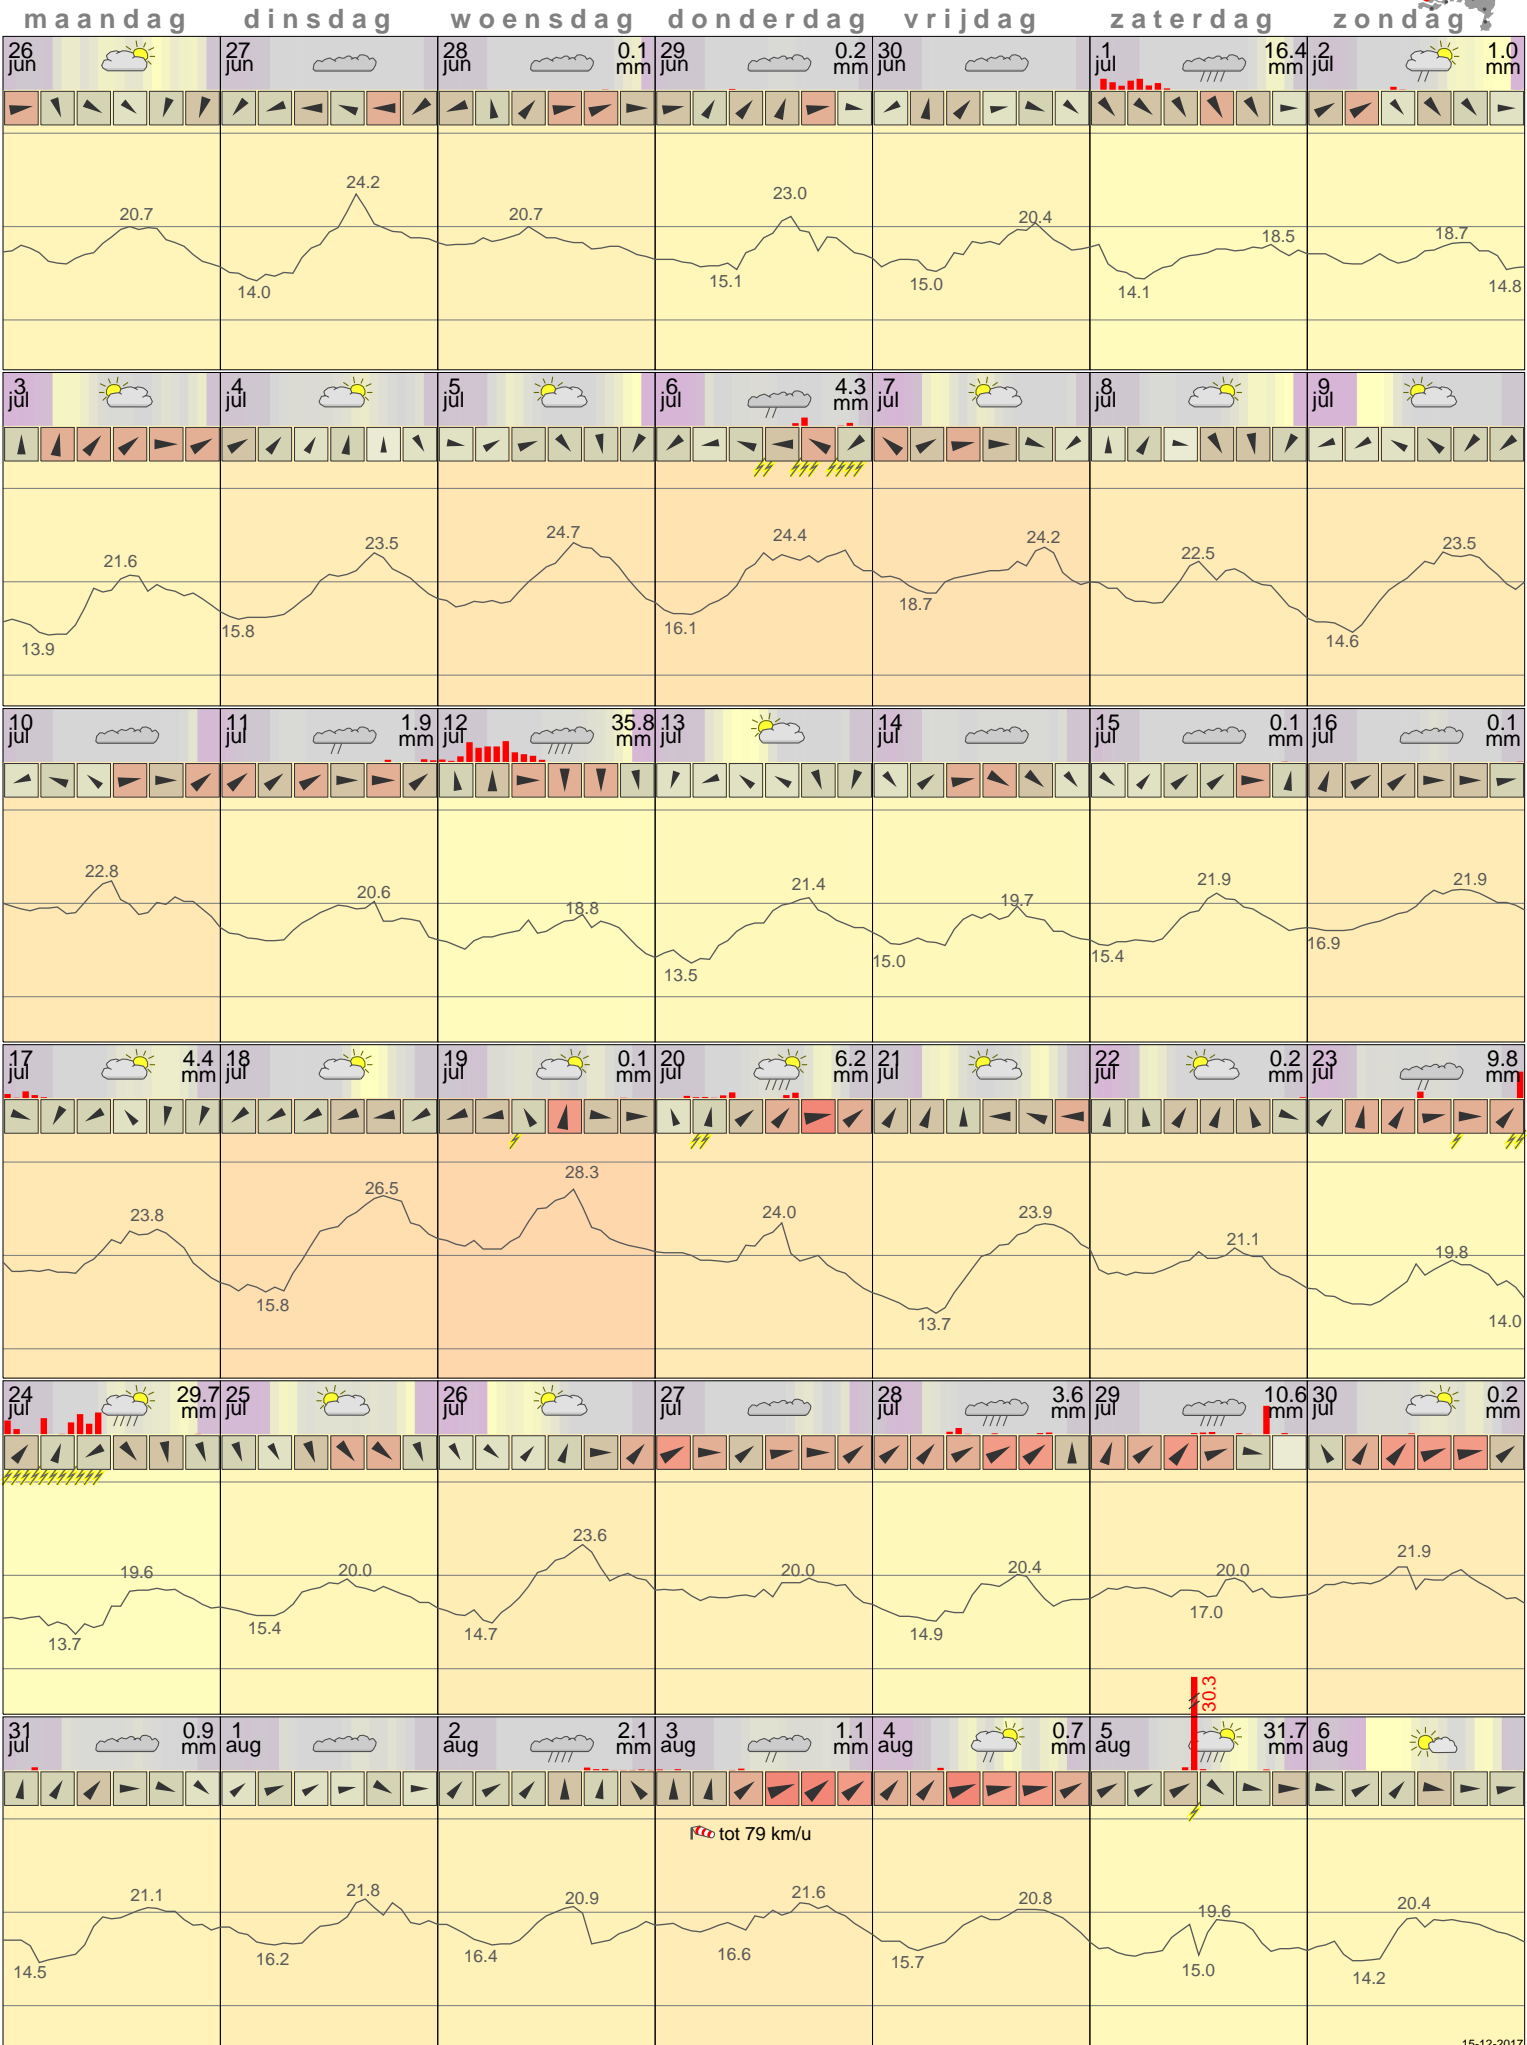 maandag dinsdag woensdag donderdag vrijdag zaterdag zondag
26 27 28 0.1 29 0.2 30 1 16.4 2 1.0
jun jun jun mm jun mm jun jul mm jul mm
24.2
23.0
20.7 20.7 20.4 18.5 18.7
14.0 15.1 15.0 14.1 14.8
3 4 5 6 4.3 7 8 9
jul jul jul jul mm jul jul jul
21.6 23.5 24.7 24.4 24.2 22.5 23.5
13.9 15.8 16.1 18.7 14.6
10 11 1.9 12 35.8 13 14 15 0.1 16 0.1
jul jul mm jul mm jul jul jul mm jul mm
22.8 20.6 18.8 21.4 19.7 21.9 21.9
13.5 15.0 15.4 16.9
17 4.4 18 19 0.1 20 6.2 21 22 0.2 23 9.8
jul mm jul jul mm jul mm jul jul mm jul mm
23.8 26.5 28.3 24.0 23.9 21.1 19.8
15.8 13.7 14.0
24 29.7 25 26 27 28 3.6 29 10.6 30 0.2
jul mm jul jul jul jul mm jul mm jul mm
19.6 20.0 23.6 20.0 20.4 20.0 21.9
13.7 15.4 14.7 14.9 17.0
30.3
31 0.9 1 2 2.1 3 1.1 4 0.7 5 31.7 6
jul mm aug aug mm aug mm aug mm aug mm aug
tot 79 km/u
21.1 21.8 20.9 21.6 20.8 19.6 20.4
14.5 16.2 16.4 16.6 15.7 15.0 14.2
15-12-2017